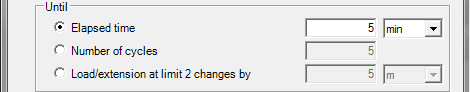 Until
Elapsed time 5 min
Number of cycles 5
Load/extension at limit 2 changes by 5 m